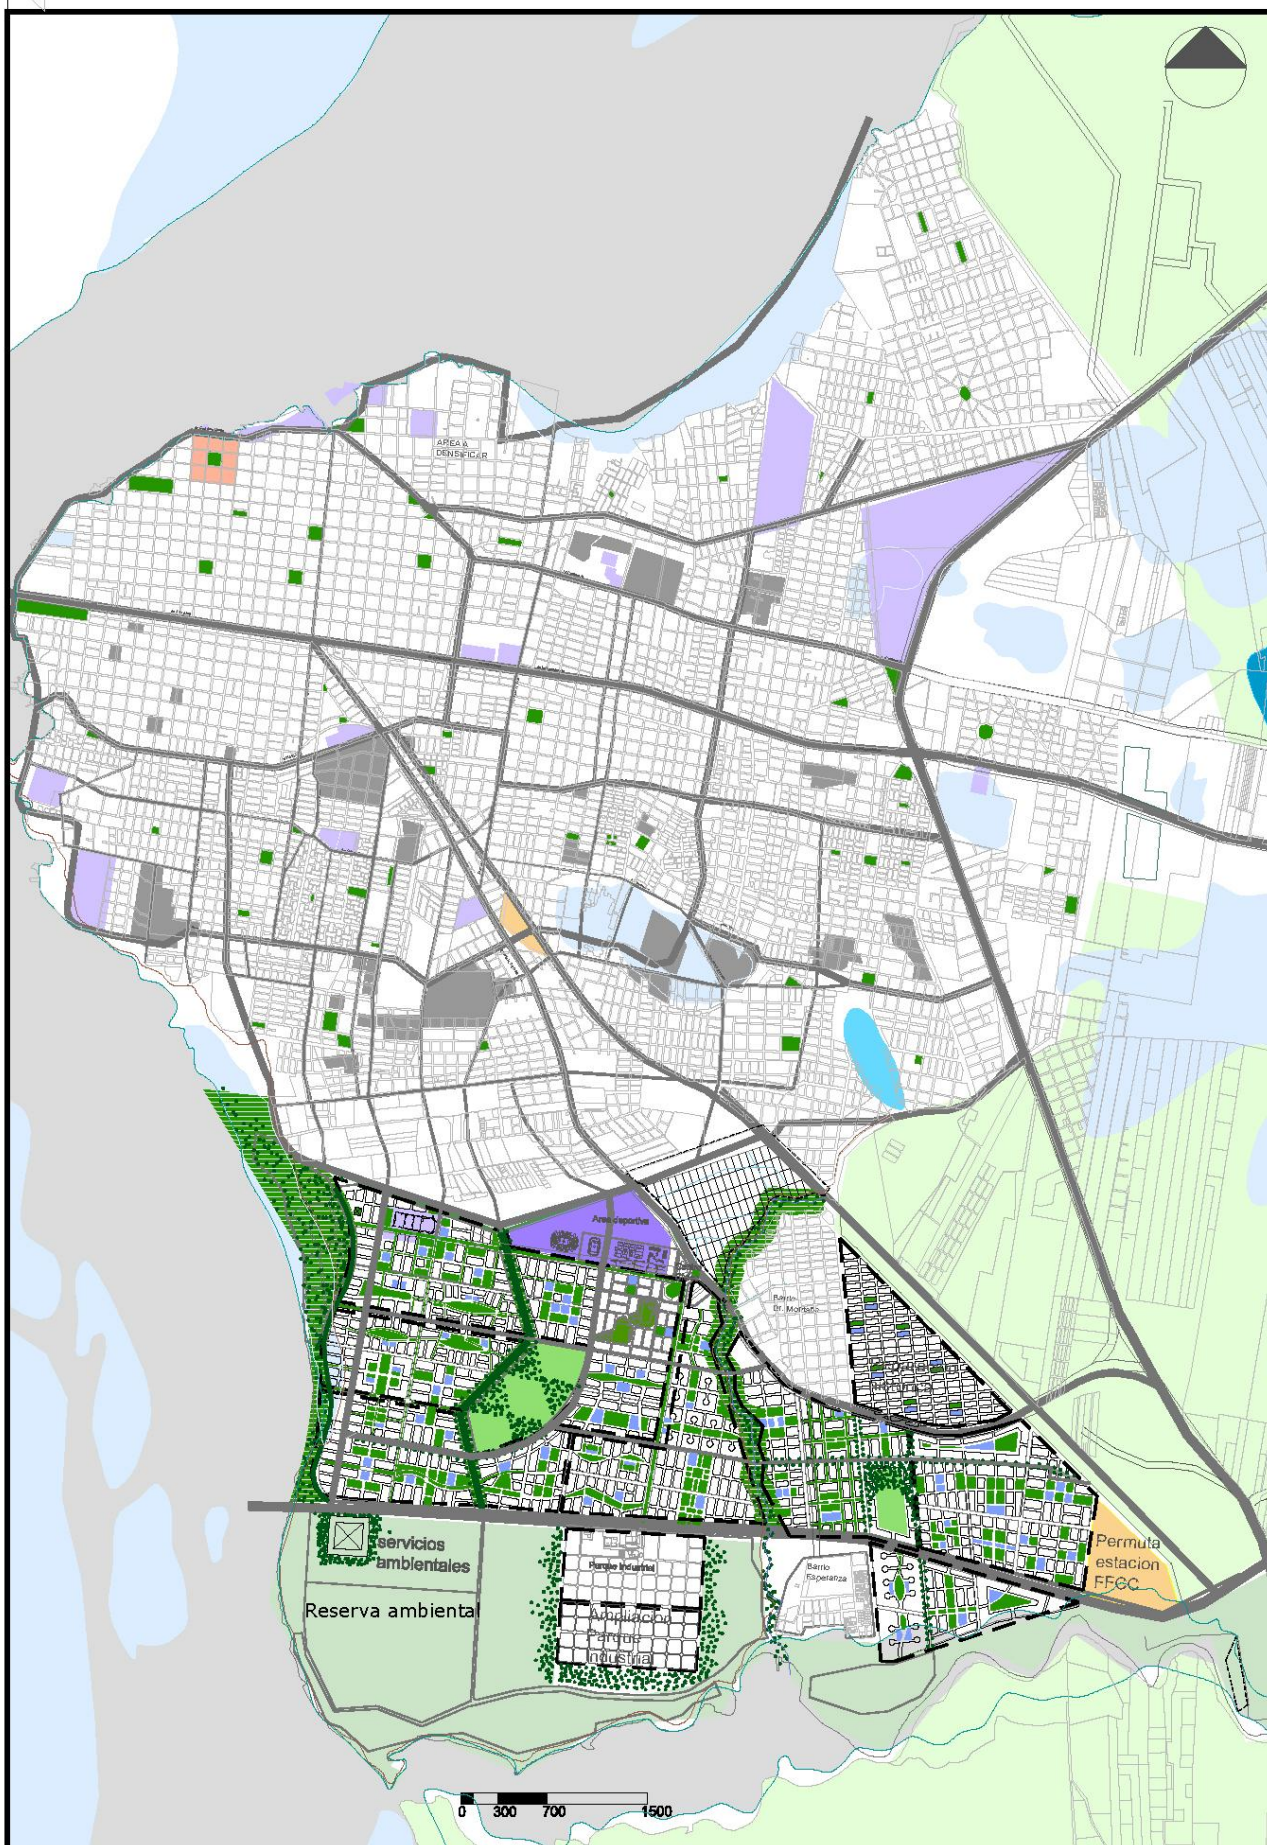 AREA A
DENSIFICAR
Area deportiva
Barrio
Dr. Montaña
servicios
ambientales
Reserva ambiental
Parque Industrial
Ampliación
Parque
Industrial
Barrio
Esperanza
Permuta
estacion
FFCC
0 300 700 1500